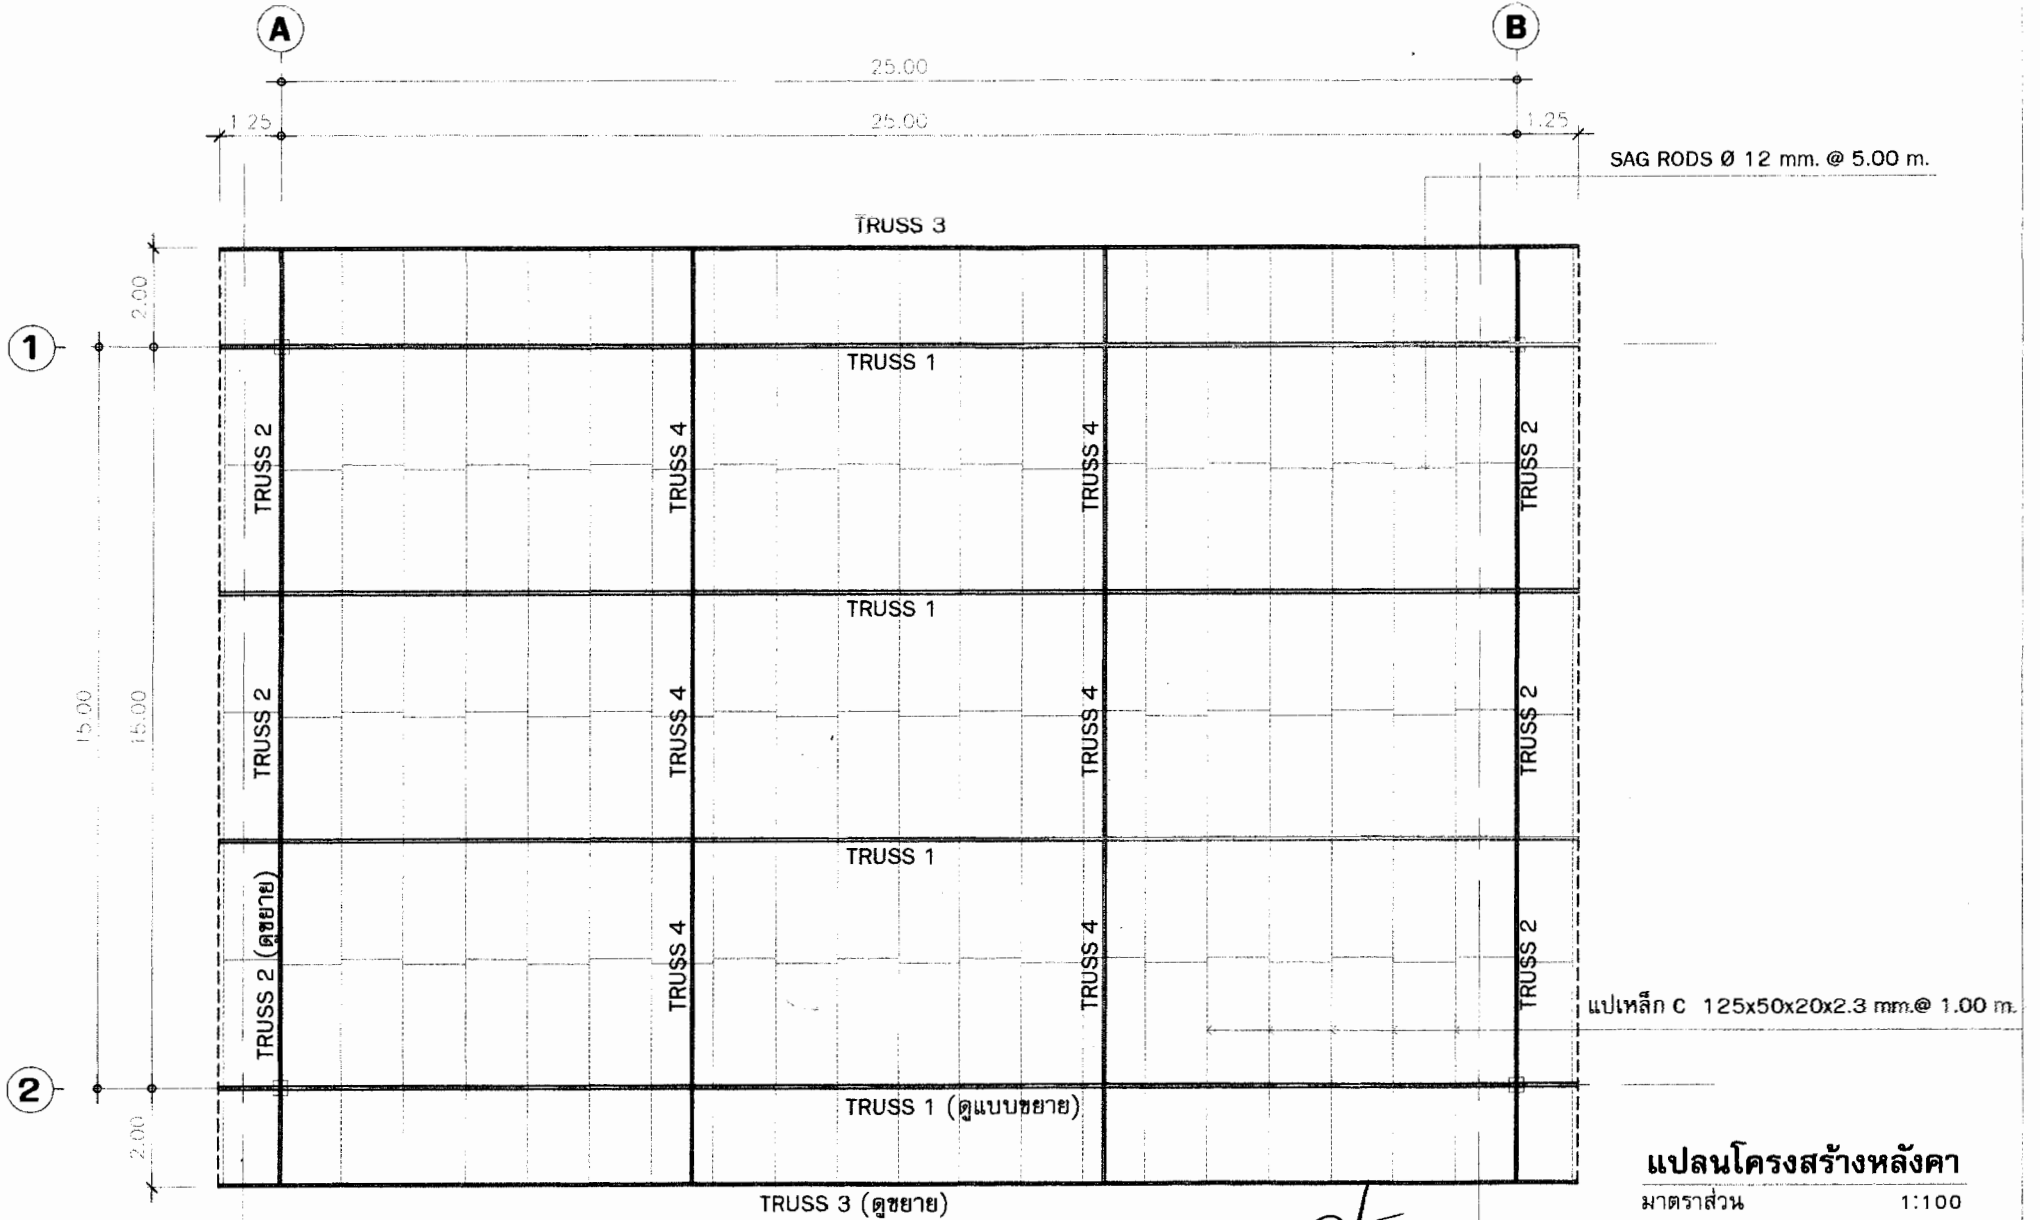 A
B
25.00
1.25
25.00
1.25
SAG RODS Ø 12 mm. @ 5.00 m.
TRUSS 3
2.00
1
TRUSS 1
TRUSS 2
TRUSS 4
TRUSS 4
TRUSS 2
TRUSS 1
15.00
15.00
TRUSS 2
TRUSS 4
TRUSS 4
TRUSS 2
TRUSS 1
TRUSS 2 (ดูขยาย)
TRUSS 4
TRUSS 4
TRUSS 2
แปเหล็ก C 125x50x20x2.3 mm.@ 1.00 m.
2
TRUSS 1 (ดูแบบขยาย)
2.00
TRUSS 3 (ดูขยาย)
แปลนโครงสร้างหลังคา
มาตราส่วน 1:100